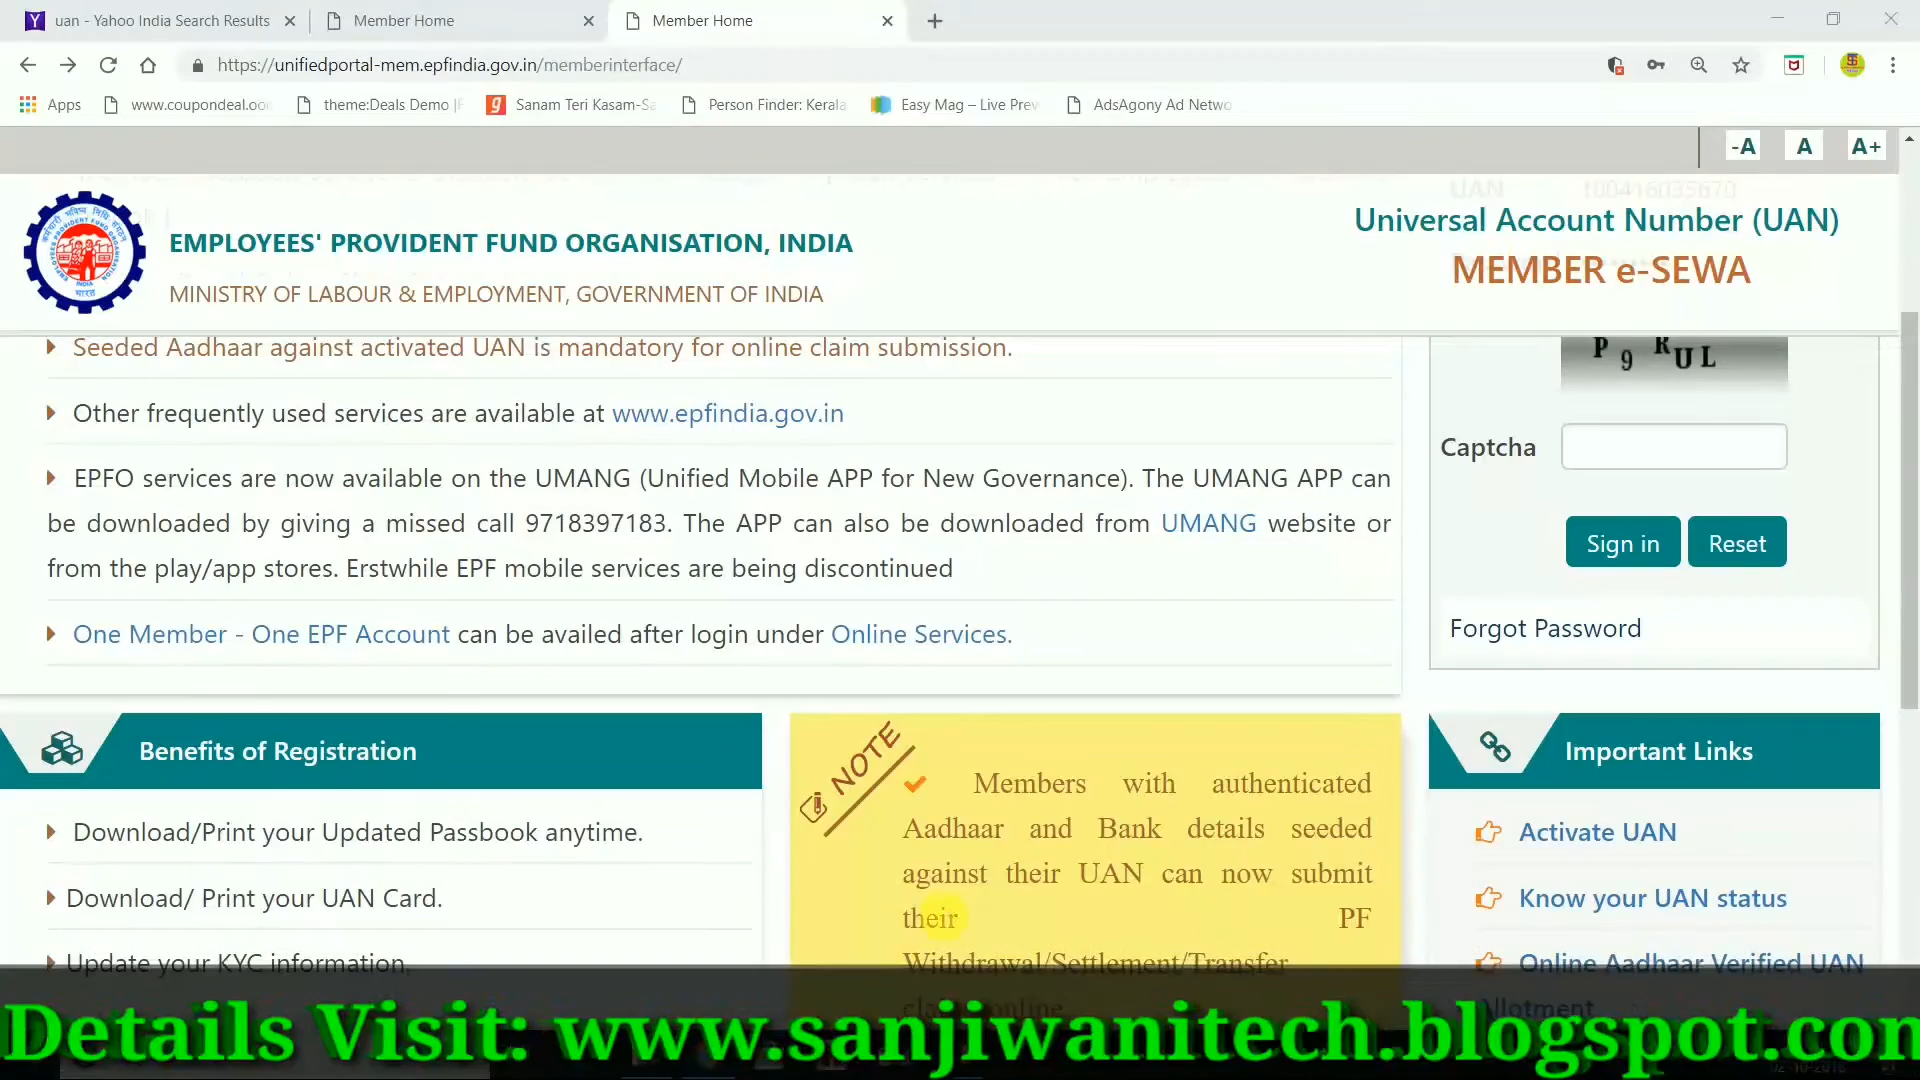 uan - Yahoo India Search Results
Member Home
Member Home
https://unifiedportal-mem.epfindia.gov.in/memberinterface/
Apps
www.coupondeal.oo
theme:Deals Demo |
Sanam Teri Kasam-Sa
Person Finder: Kerala
Easy Mag – Live Prev
AdsAgony Ad Netwo
-A A A+
UAN 100416035670
EMPLOYEES' PROVIDENT FUND ORGANISATION, INDIA
MINISTRY OF LABOUR & EMPLOYMENT, GOVERNMENT OF INDIA
Universal Account Number (UAN)
MEMBER e-SEWA
Seeded Aadhaar against activated UAN is mandatory for online claim submission.
Other frequently used services are available at www.epfindia.gov.in
EPFO services are now available on the UMANG (Unified Mobile APP for New Governance). The UMANG APP can
be downloaded by giving a missed call 9718397183. The APP can also be downloaded from UMANG website or
from the play/app stores. Erstwhile EPF mobile services are being discontinued
One Member - One EPF Account can be availed after login under Online Services.
P 9 R U L
Captcha
Sign in Reset
Forgot Password
Benefits of Registration
Download/Print your Updated Passbook anytime.
Download/ Print your UAN Card.
Update your KYC information.
NOTE
Members with authenticated
Aadhaar and Bank details seeded
against their UAN can now submit
their PF
Withdrawal/Settlement/Transfer
online
Important Links
Activate UAN
Know your UAN status
Online Aadhaar Verified UAN
Allotment
Details Visit: www.sanjiwanitech.blogspot.com